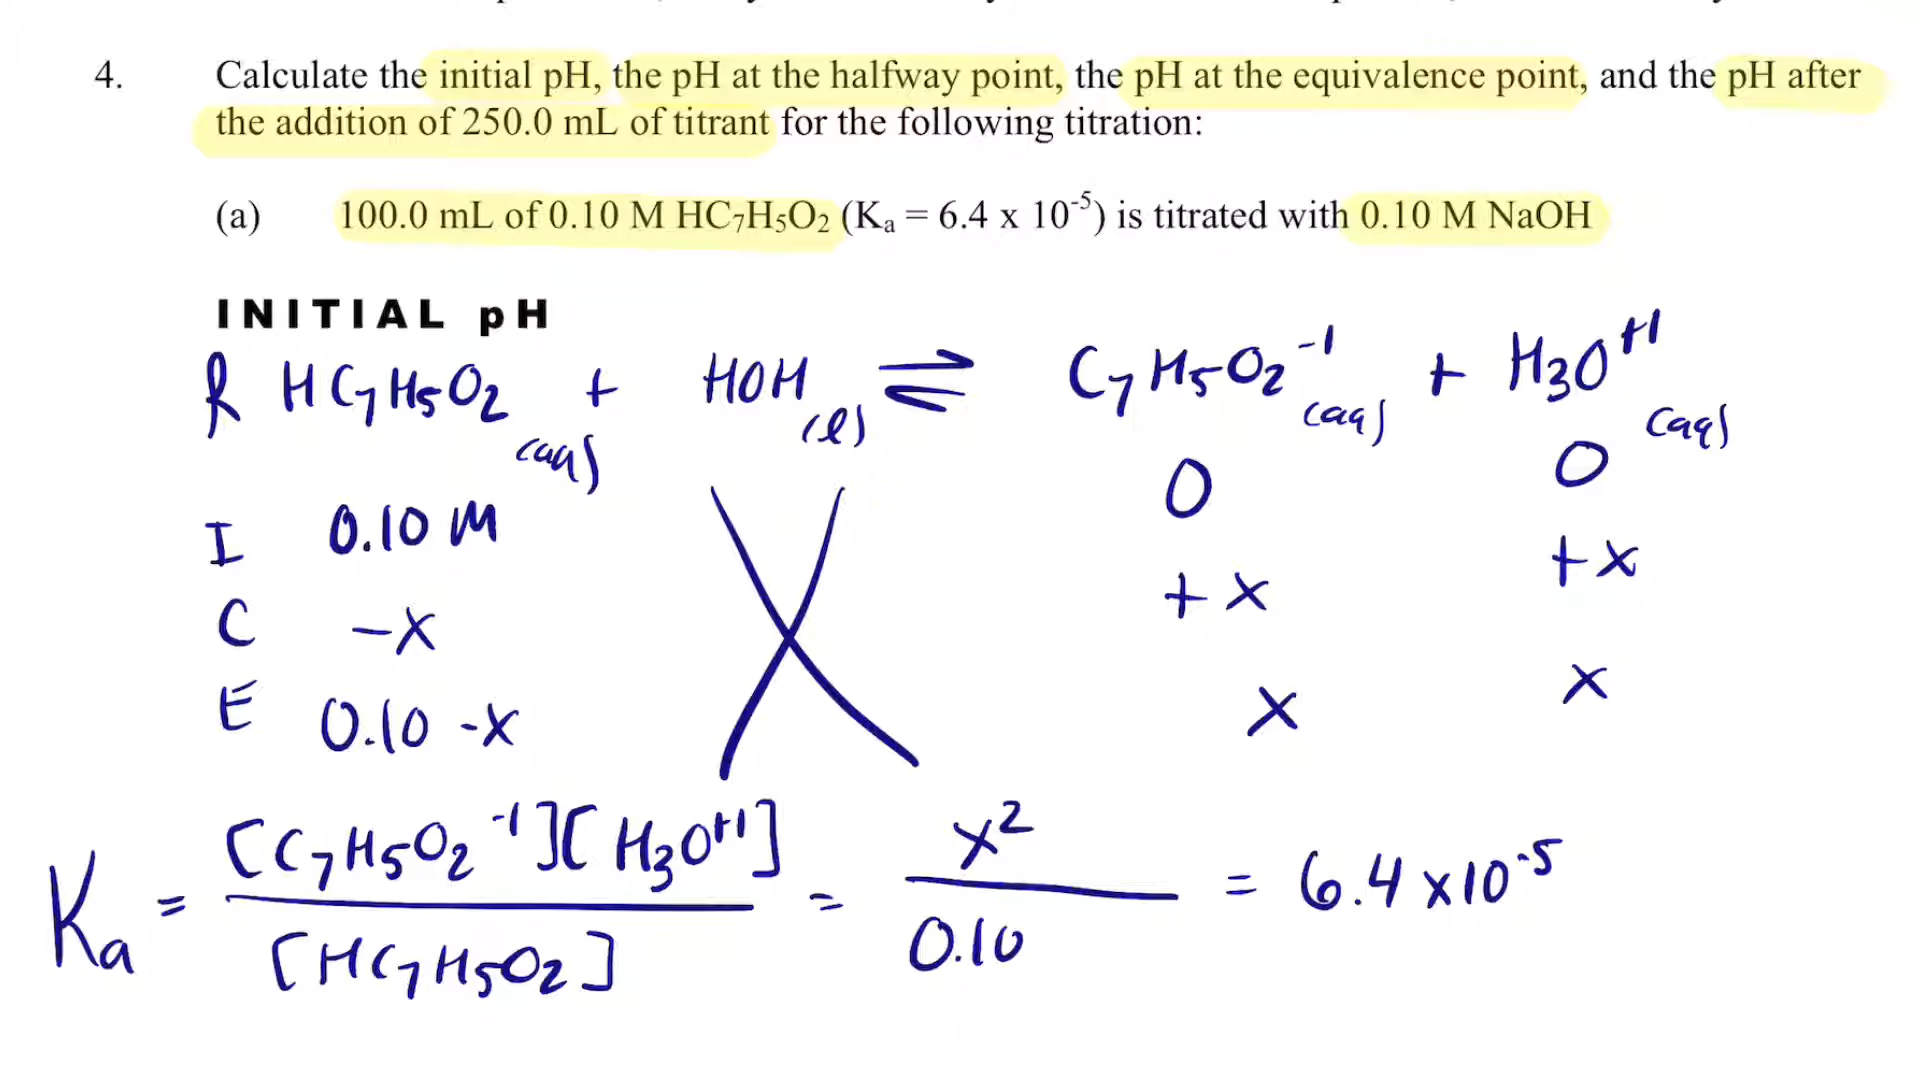 4. Calculate the initial pH, the pH at the halfway point, the pH at the equivalence point, and the pH after
the addition of 250.0 mL of titrant for the following titration:
(a) 100.0 mL of 0.10 M HC₇H₅O₂ (Kₐ = 6.4 x 10⁻⁵) is titrated with 0.10 M NaOH
INITIAL pH
R HC₇H₅O₂ (aq) + HOH (l) ⇌ C₇H₅O₂⁻¹ (aq) + H₃O⁺¹ (aq)
I 0.10 M 0 0
C -x +x +x
E 0.10 -x x x
Ka = [C₇H₅O₂⁻¹][H₃O⁺¹] / [HC₇H₅O₂] = x² / 0.10 = 6.4 x 10⁻⁵